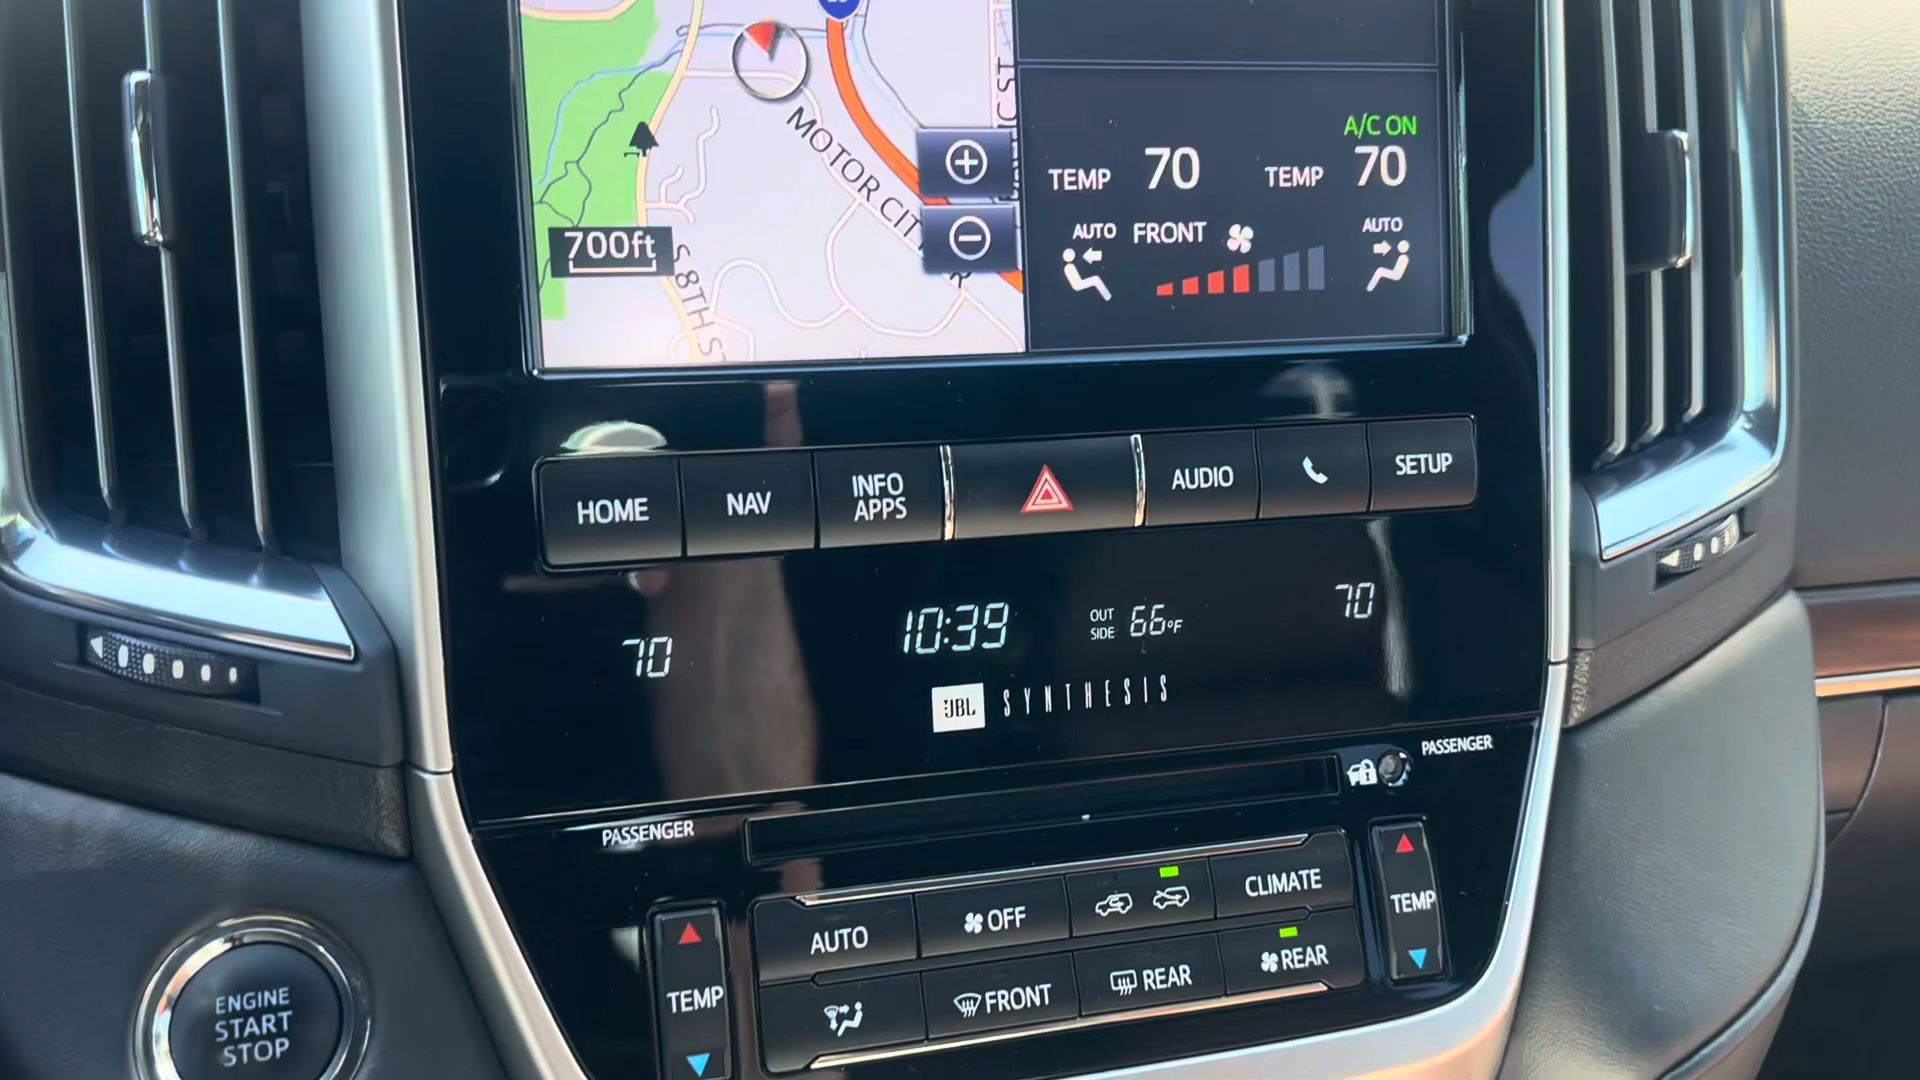 A/C ON
TEMP 70 TEMP 70
AUTO FRONT AUTO
MOTOR CIT
700ft
S 8TH ST
HOME
NAV
INFO
APPS
AUDIO
SETUP
70
10:39
OUT
SIDE
66°F
70
JBL SYNTHESIS
PASSENGER
PASSENGER
AUTO
OFF
CLIMATE
TEMP
TEMP
FRONT
REAR
REAR
ENGINE
START
STOP